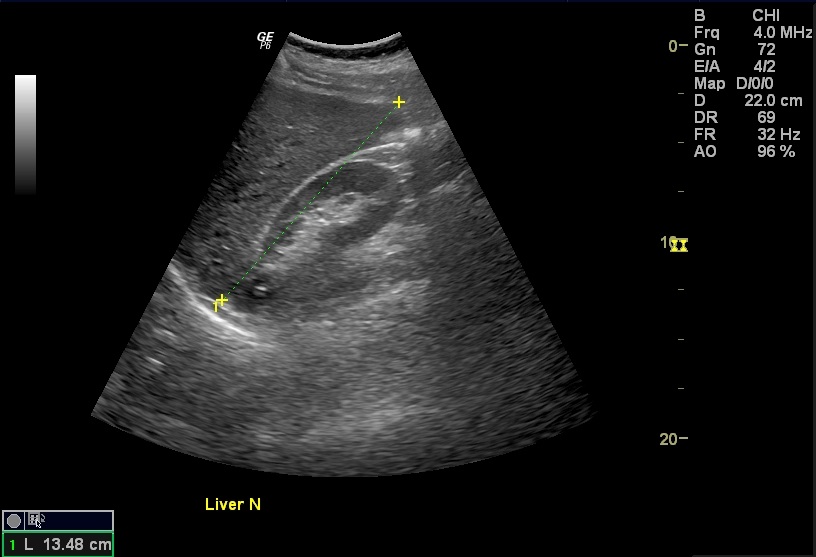 GE
P6
B CHI
Frq 4.0 MHz
Gn 72
E/A 4/2
Map D/0/0
D 22.0 cm
DR 69
FR 32 Hz
AO 96 %
0
10
20
Liver N
1 L 13.48 cm